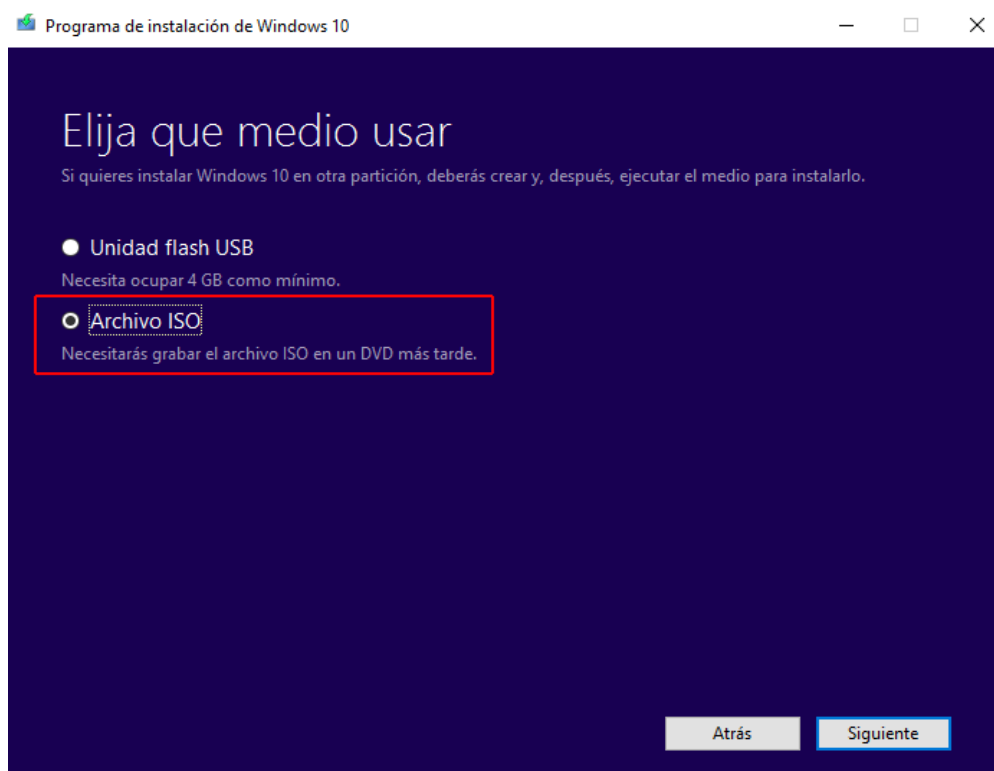 Programa de instalación de Windows 10
Elija que medio usar
Si quieres instalar Windows 10 en otra partición, deberás crear y, después, ejecutar el medio para instalarlo.
Unidad flash USB
Necesita ocupar 4 GB como mínimo.
Archivo ISO
Necesitarás grabar el archivo ISO en un DVD más tarde.
Atrás
Siguiente